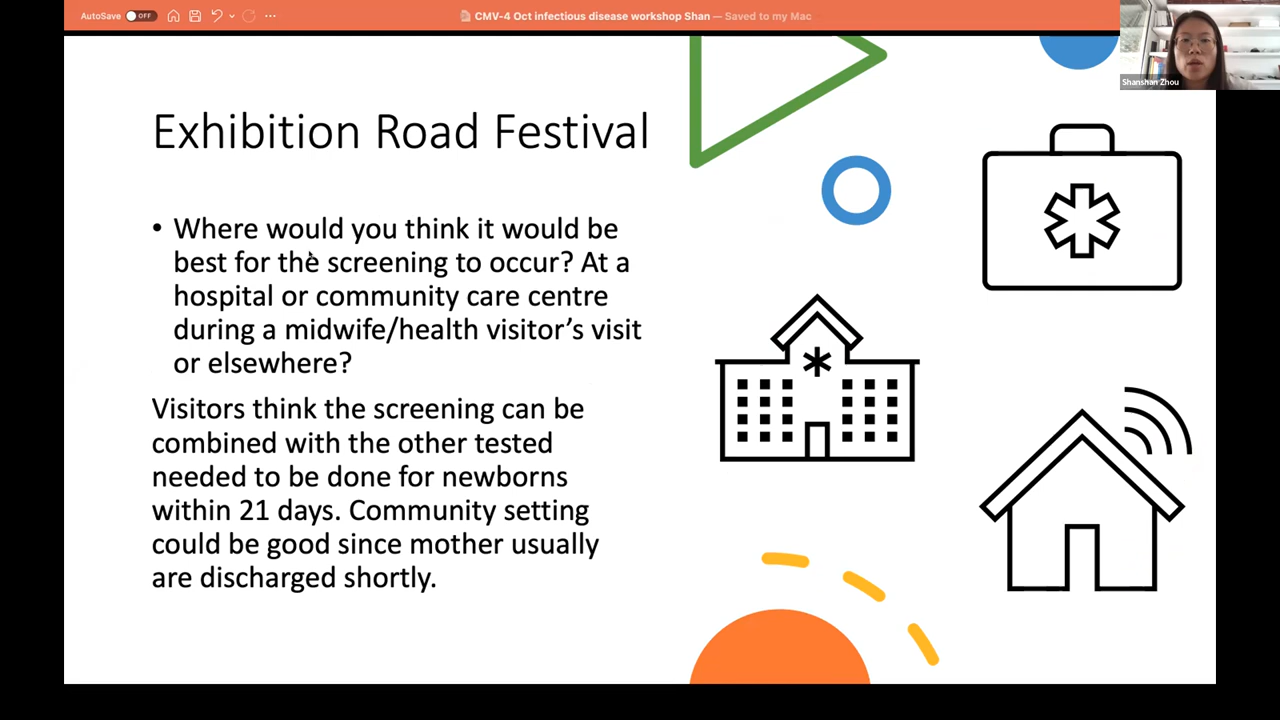 AutoSave OFF
CMV-4 Oct infectious disease workshop Shan — Saved to my Mac
Shanshan Zhou
Exhibition Road Festival
• Where would you think it would be
best for the screening to occur? At a
hospital or community care centre
during a midwife/health visitor's visit
or elsewhere?
Visitors think the screening can be
combined with the other tested
needed to be done for newborns
within 21 days. Community setting
could be good since mother usually
are discharged shortly.